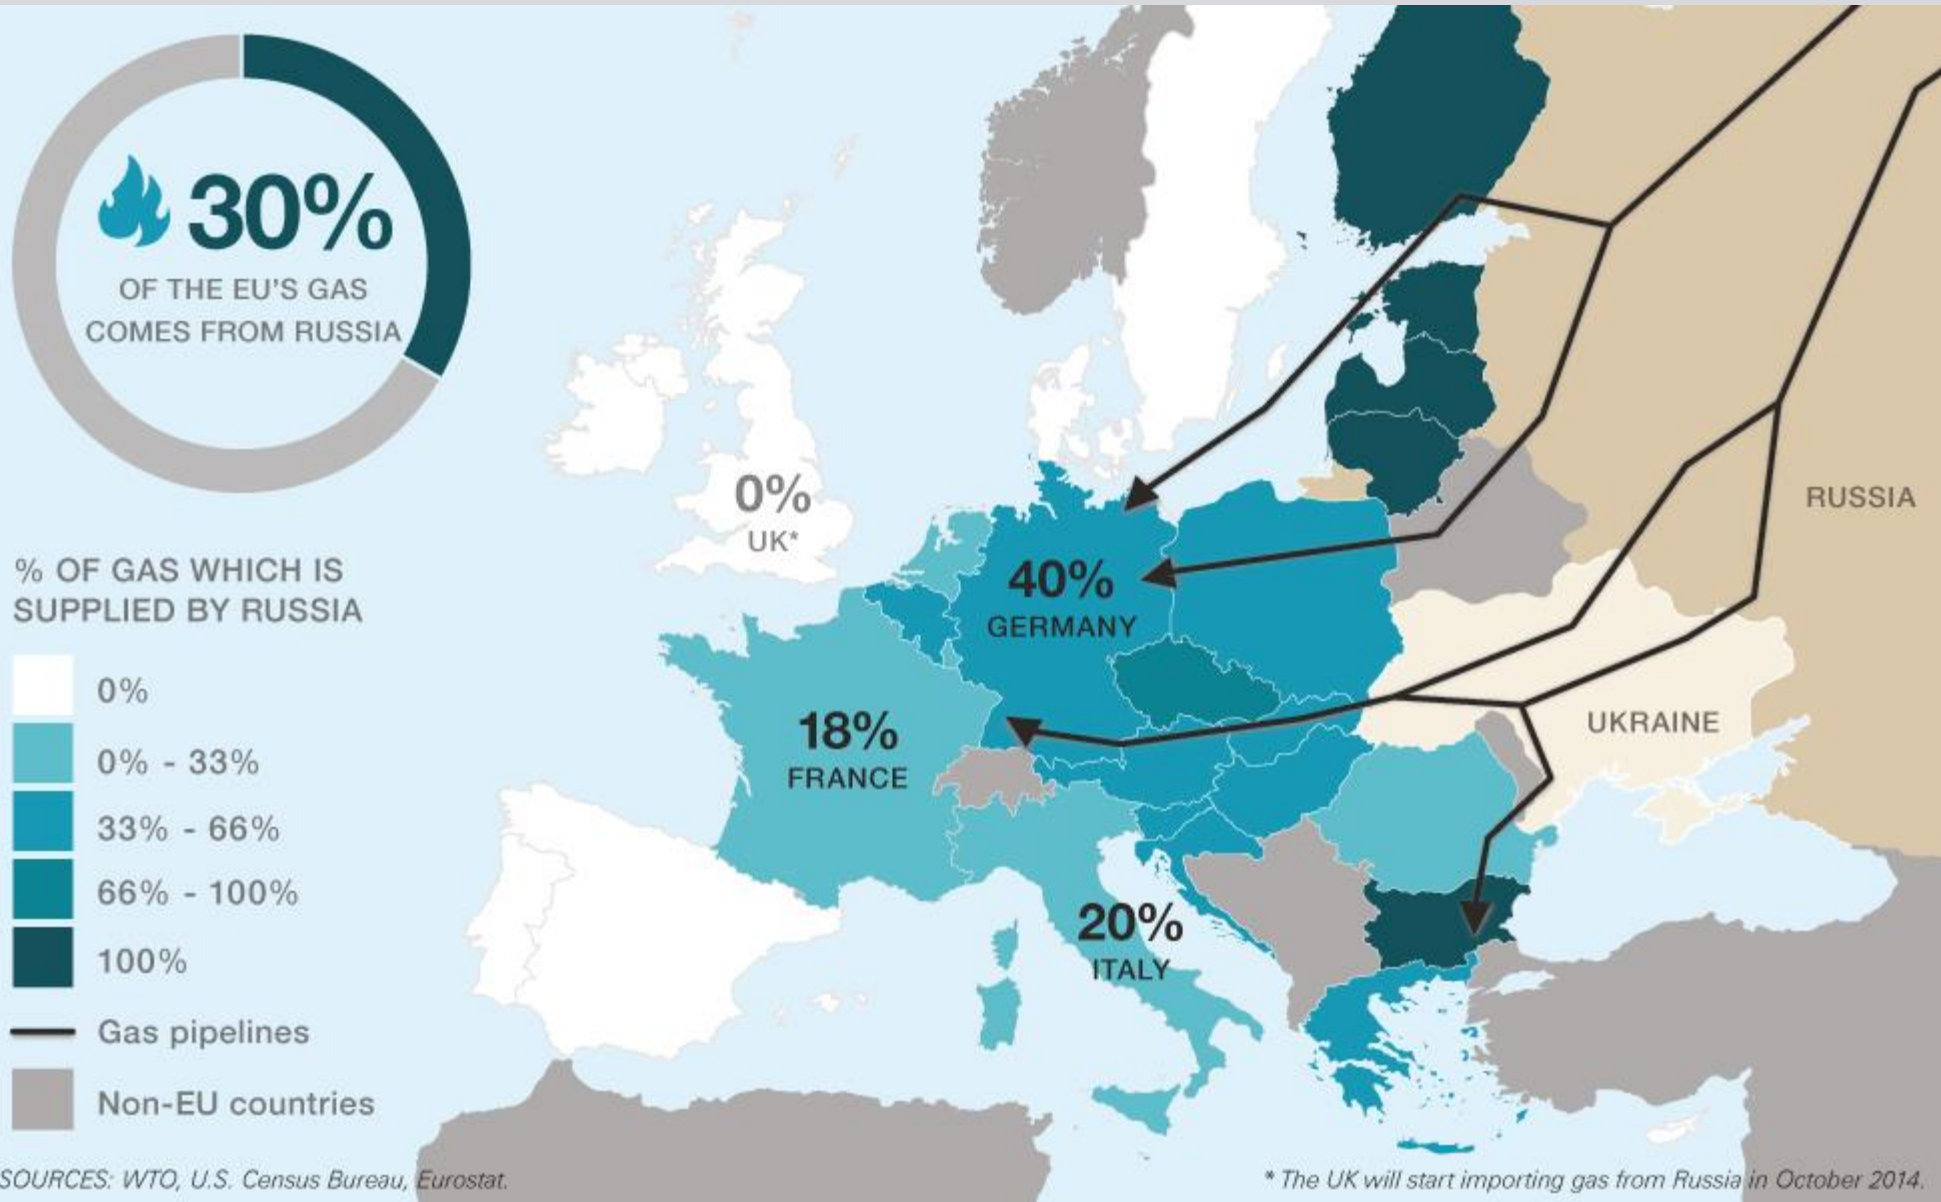 30%
OF THE EU'S GAS
COMES FROM RUSSIA
% OF GAS WHICH IS
SUPPLIED BY RUSSIA
0%
0% - 33%
33% - 66%
66% - 100%
100%
Gas pipelines
Non-EU countries
0%
UK*
40%
GERMANY
18%
FRANCE
20%
ITALY
RUSSIA
UKRAINE
SOURCES: WTO, U.S. Census Bureau, Eurostat.
* The UK will start importing gas from Russia in October 2014.